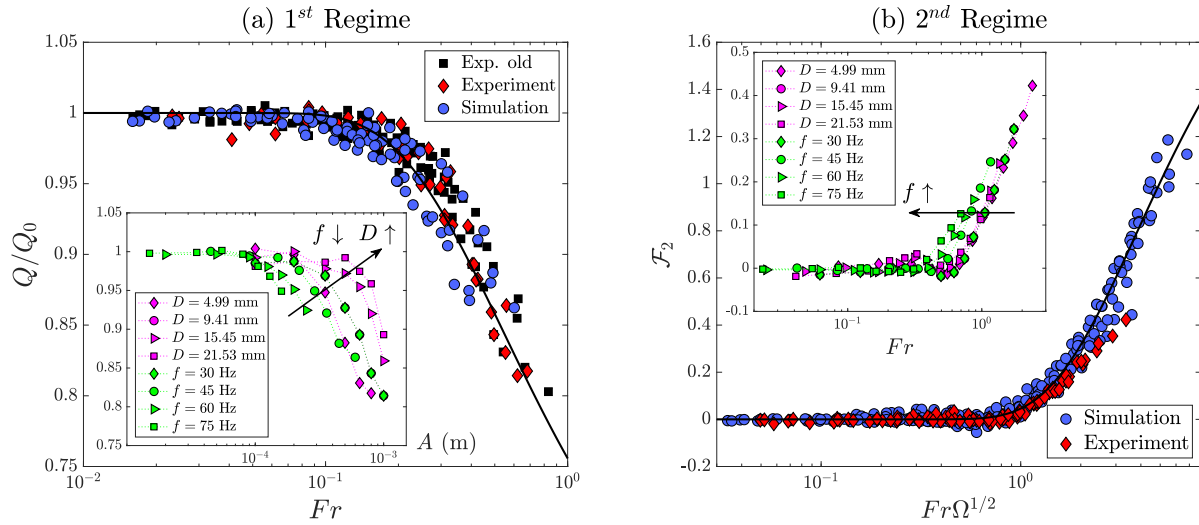 (a) 1st Regime
1.05
1
0.95
0.9
0.85
0.8
0.75
Q/Q0
10−2
10−1
100
Fr
Exp. old
Experiment
Simulation
1.05
1
0.95
0.9
0.85
0.8
0.75
f ↓ D ↑
D = 4.99 mm
D = 9.41 mm
D = 15.45 mm
D = 21.53 mm
f = 30 Hz
f = 45 Hz
f = 60 Hz
f = 75 Hz
10−4
10−3
A (m)
(b) 2nd Regime
1.6
1.4
1.2
1
0.8
0.6
0.4
0.2
0
-0.2
F2
10−1
100
FrΩ1/2
0.5
0.4
0.3
0.2
0.1
0
-0.1
D = 4.99 mm
D = 9.41 mm
D = 15.45 mm
D = 21.53 mm
f = 30 Hz
f = 45 Hz
f = 60 Hz
f = 75 Hz
f ↑
10−1
100
Fr
Simulation
Experiment